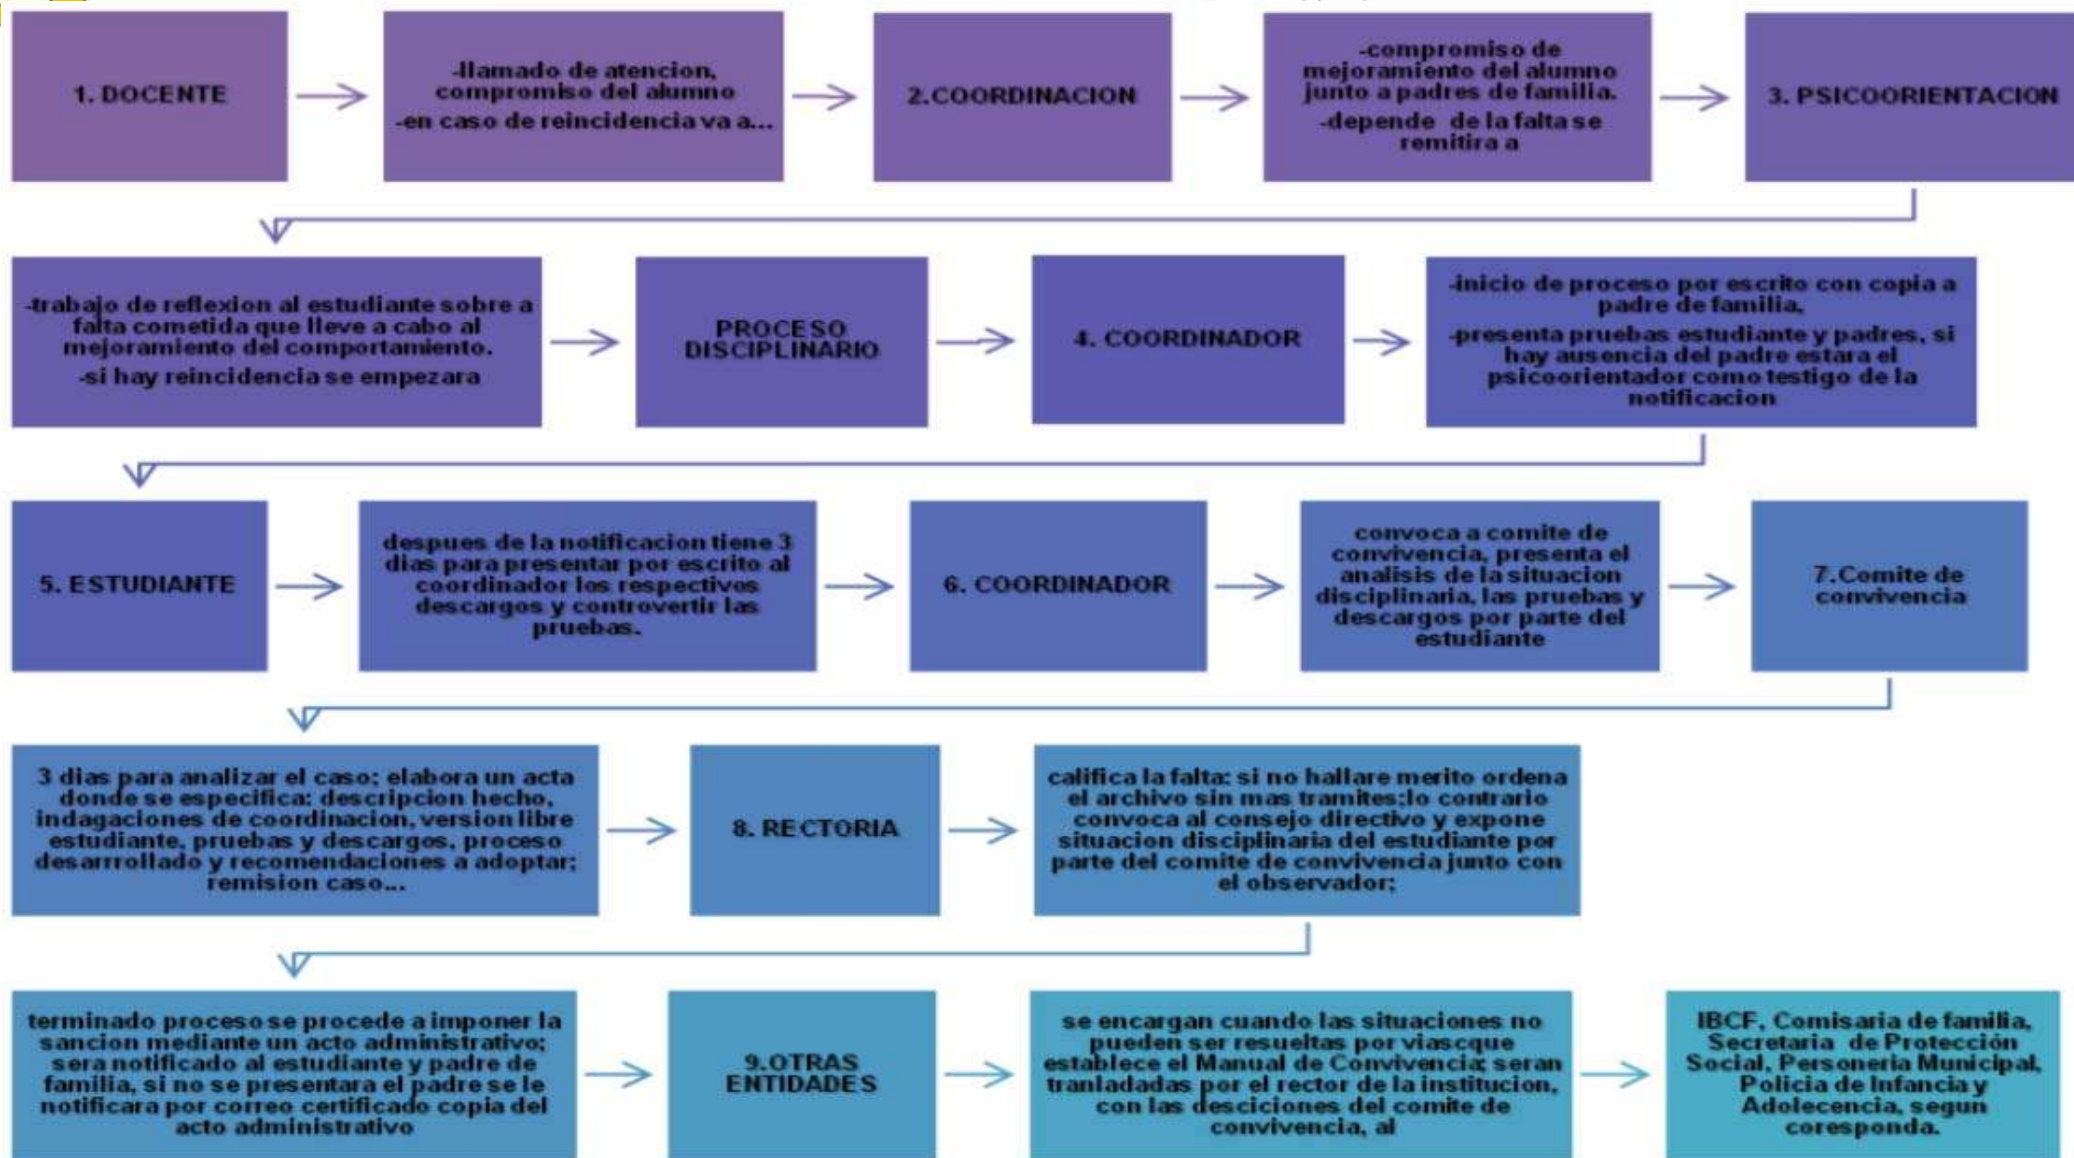 1. DOCENTE
-llamado de atencion,
compromiso del alumno
-en caso de reincidencia va a...
2.COORDINACION
-compromiso de
mejoramiento del alumno
junto a padres de familia.
-depende de la falta se
remitira a
3. PSICOORIENTACION
-trabajo de reflexion al estudiante sobre a
falta cometida que lleve a cabo al
mejoramiento del comportamiento.
-si hay reincidencia se empezara
PROCESO
DISCIPLINARIO
4. COORDINADOR
-inicio de proceso por escrito con copia a
padre de familia,
-presenta pruebas estudiante y padres, si
hay ausencia del padre estara el
psicoorientador como testigo de la
notificacion
5. ESTUDIANTE
despues de la notificacion tiene 3
dias para presentar por escrito al
coordinador los respectivos
descargos y controvertir las
pruebas.
6. COORDINADOR
convoca a comite de
convivencia, presenta el
analisis de la situacion
disciplinaria, las pruebas y
descargos por parte del
estudiante
7.Comite de
convivencia
3 dias para analizar el caso; elabora un acta
donde se especifica: descripcion hecho,
indagaciones de coordinacion, version libre
estudiante, pruebas y descargos, proceso
desarrrollado y recomendaciones a adoptar;
remision caso...
8. RECTORIA
califica la falta: si no hallare merito ordena
el archivo sin mas tramites;lo contrario
convoca al consejo directivo y expone
situacion disciplinaria del estudiante por
parte del comite de convivencia junto con
el observador;
terminado proceso se procede a imponer la
sancion mediante un acto administrativo;
sera notificado al estudiante y padre de
familia, si no se presentara el padre se le
notificara por correo certificado copia del
acto administrativo
9.OTRAS
ENTIDADES
se encargan cuando las situaciones no
pueden ser resueltas por viascque
establece el Manual de Convivencia; seran
tranladadas por el rector de la institucion,
con las desciciones del comite de
convivencia, al
IBCF, Comisaria de familia,
Secretaria de Protección
Social, Personeria Municipal,
Policia de Infancia y
Adolecencia, segun
coresponda.